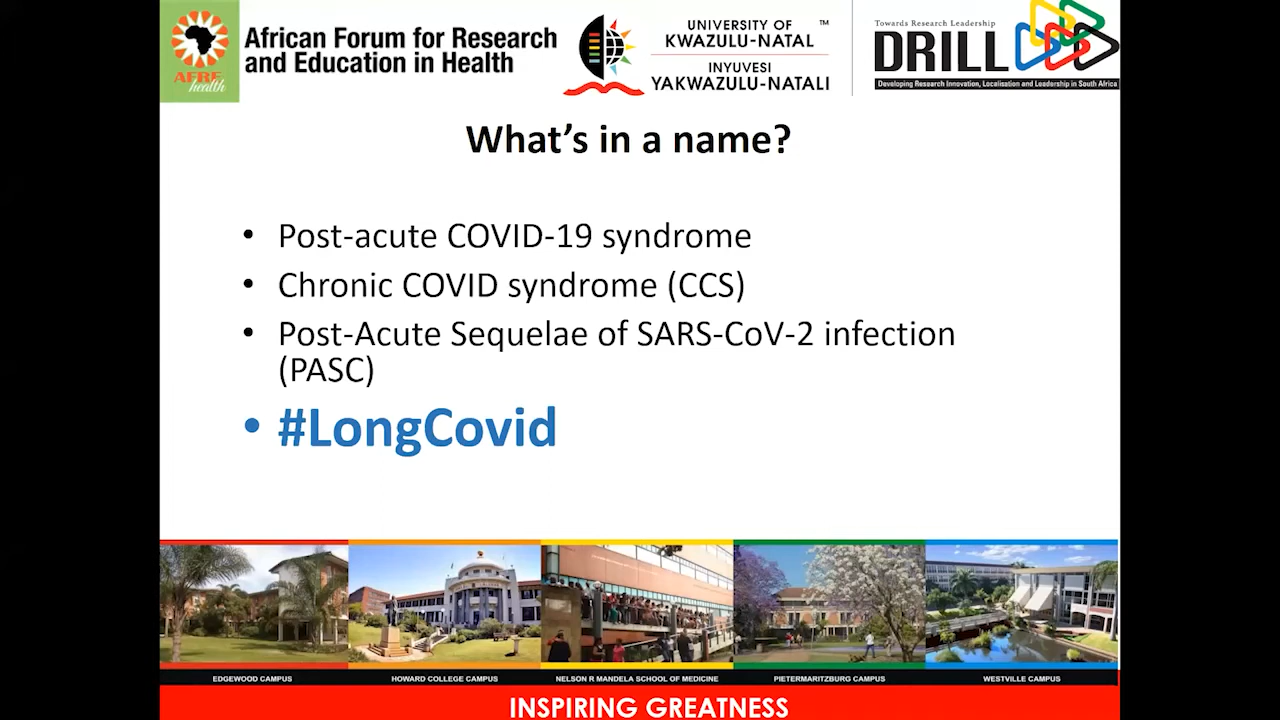 AFRE
health
African Forum for Research
and Education in Health
UNIVERSITY OF
KWAZULU-NATAL
™
INYUVESI
YAKWAZULU-NATALI
Towards Research Leadership
DRILL
Developing Research Innovation, Localisation and Leadership in South Africa
What's in a name?
• Post-acute COVID-19 syndrome
• Chronic COVID syndrome (CCS)
• Post-Acute Sequelae of SARS-CoV-2 infection
(PASC)
• #LongCovid
EDGEWOOD CAMPUS
HOWARD COLLEGE CAMPUS
NELSON R MANDELA SCHOOL OF MEDICINE
PIETERMARITZBURG CAMPUS
WESTVILLE CAMPUS
INSPIRING GREATNESS